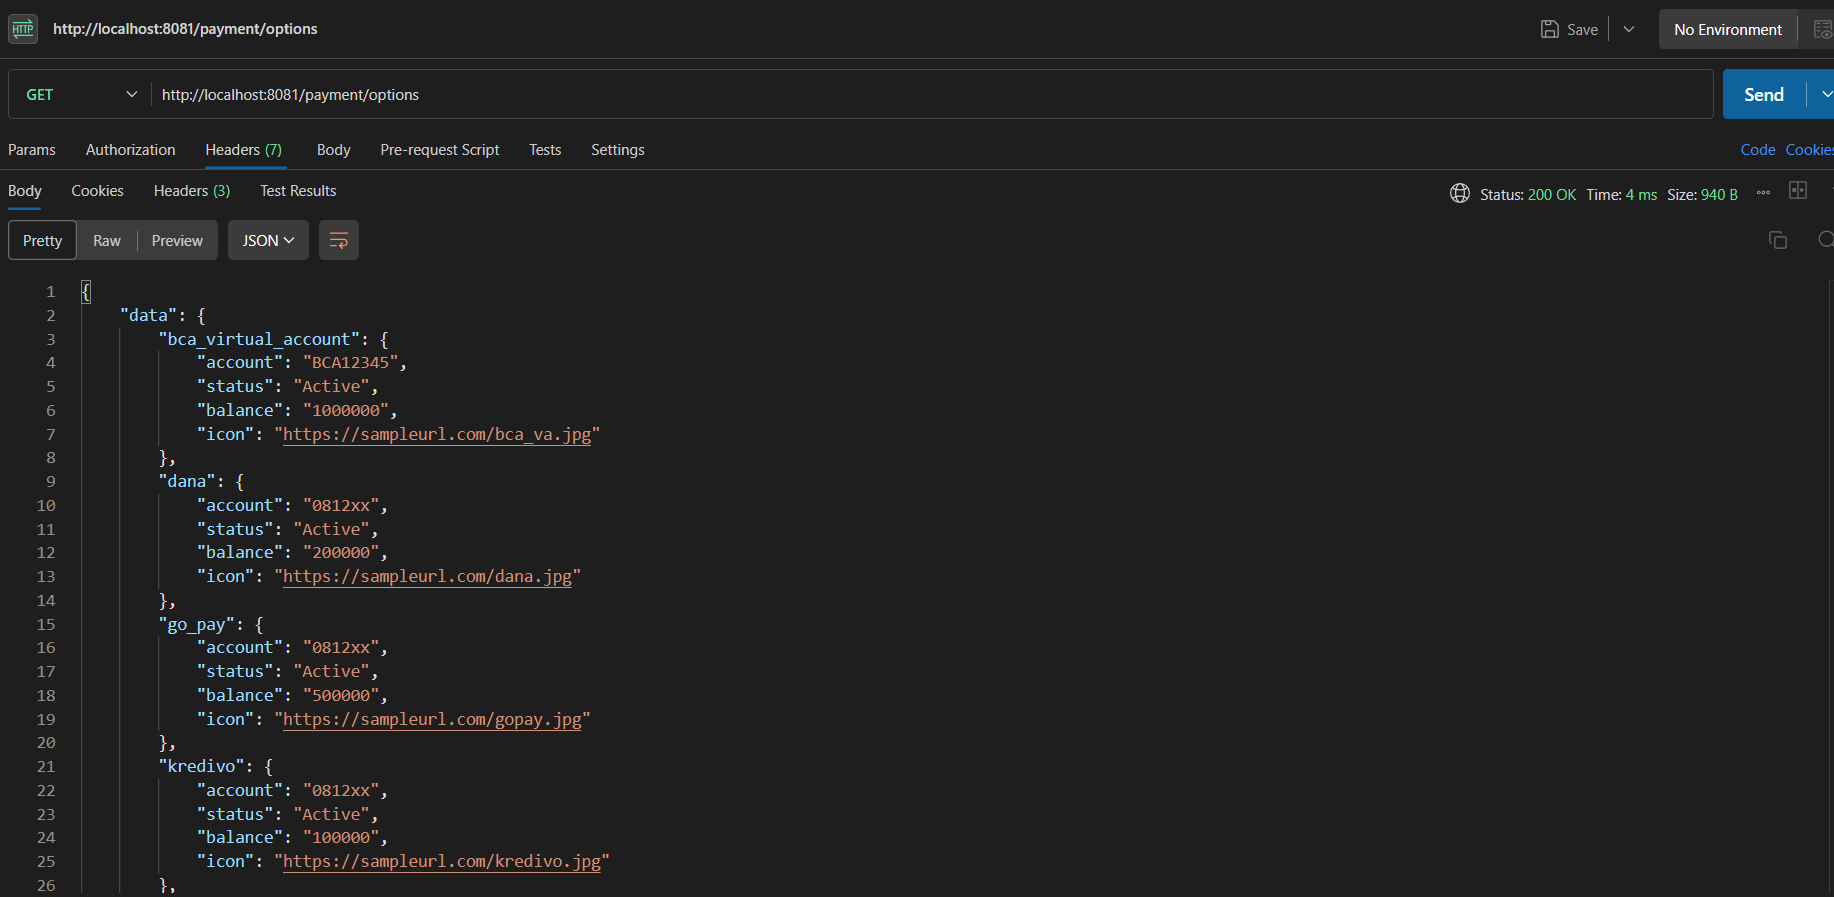 HTTP http://localhost:8081/payment/options Save No Environment
GET http://localhost:8081/payment/options Send
Params Authorization Headers (7) Body Pre-request Script Tests Settings Code Cookies
Body Cookies Headers (3) Test Results Status: 200 OK Time: 4 ms Size: 940 B
Pretty Raw Preview JSON
1 {
2 "data": {
3 "bca_virtual_account": {
4 "account": "BCA12345",
5 "status": "Active",
6 "balance": "1000000",
7 "icon": "https://sampleurl.com/bca_va.jpg"
8 },
9 "dana": {
10 "account": "0812xx",
11 "status": "Active",
12 "balance": "200000",
13 "icon": "https://sampleurl.com/dana.jpg"
14 },
15 "go_pay": {
16 "account": "0812xx",
17 "status": "Active",
18 "balance": "500000",
19 "icon": "https://sampleurl.com/gopay.jpg"
20 },
21 "kredivo": {
22 "account": "0812xx",
23 "status": "Active",
24 "balance": "100000",
25 "icon": "https://sampleurl.com/kredivo.jpg"
26 },